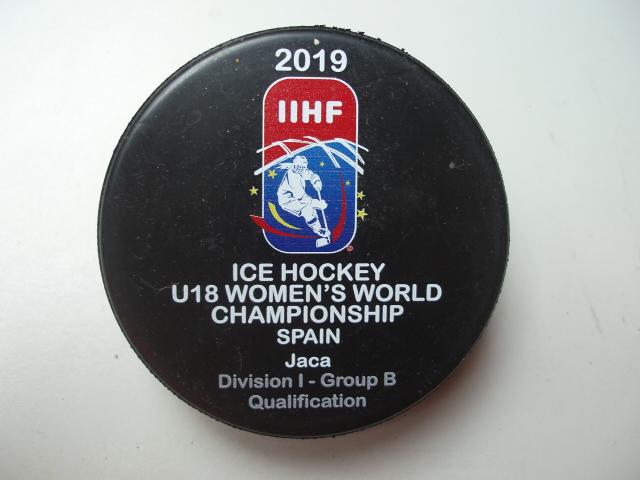 2019
IIHF
ICE HOCKEY
U18 WOMEN'S WORLD
CHAMPIONSHIP
SPAIN
Jaca
Division I - Group B
Qualification